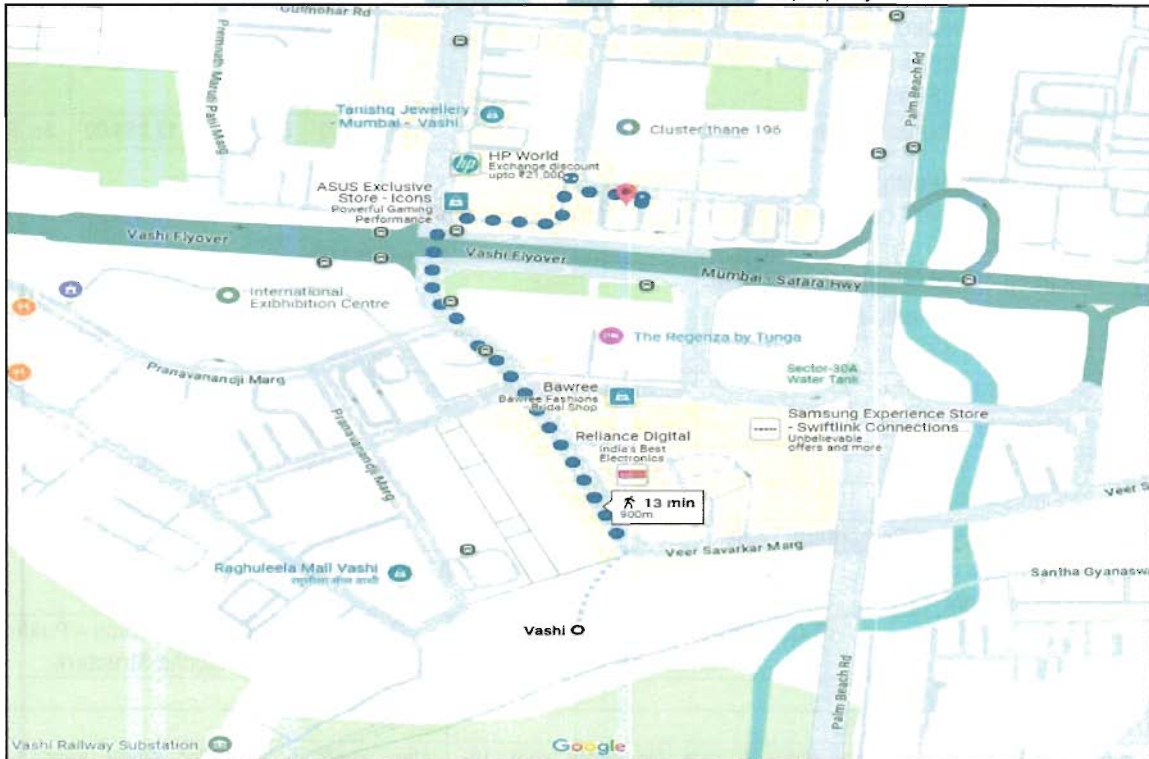 Gulmohar Rd
Premnath Maruti Patil Marg
Palm Beach Rd
Tanishq Jewellery
- Mumbai - Vashi
Cluster thane 196
hp
HP World
Exchange discount
upto ₹21,000
ASUS Exclusive
Store - Icons
Powerful Gaming
Performance
Vashi Flyover
Vashi Flyover
Mumbai - Satara Hwy
International
Exibhibition Centre
The Regenza by Tunga
Pranavanandji Marg
Sector-30A
Water Tank
Bawree
Bawree Fashions
- Bridal Shop
Samsung Experience Store
- Swiftlink Connections
Unbelievable
offers and more
Reliance Digital
India's Best
Electronics
Pranavanandji Marg
13 min
900m
Veer S
Veer Savarkar Marg
Raghuleela Mall Vashi
रघुलीला मॉल वाशी
Santha Gyanasw
Vashi
Palm Beach Rd
Vashi Railway Substation
Google